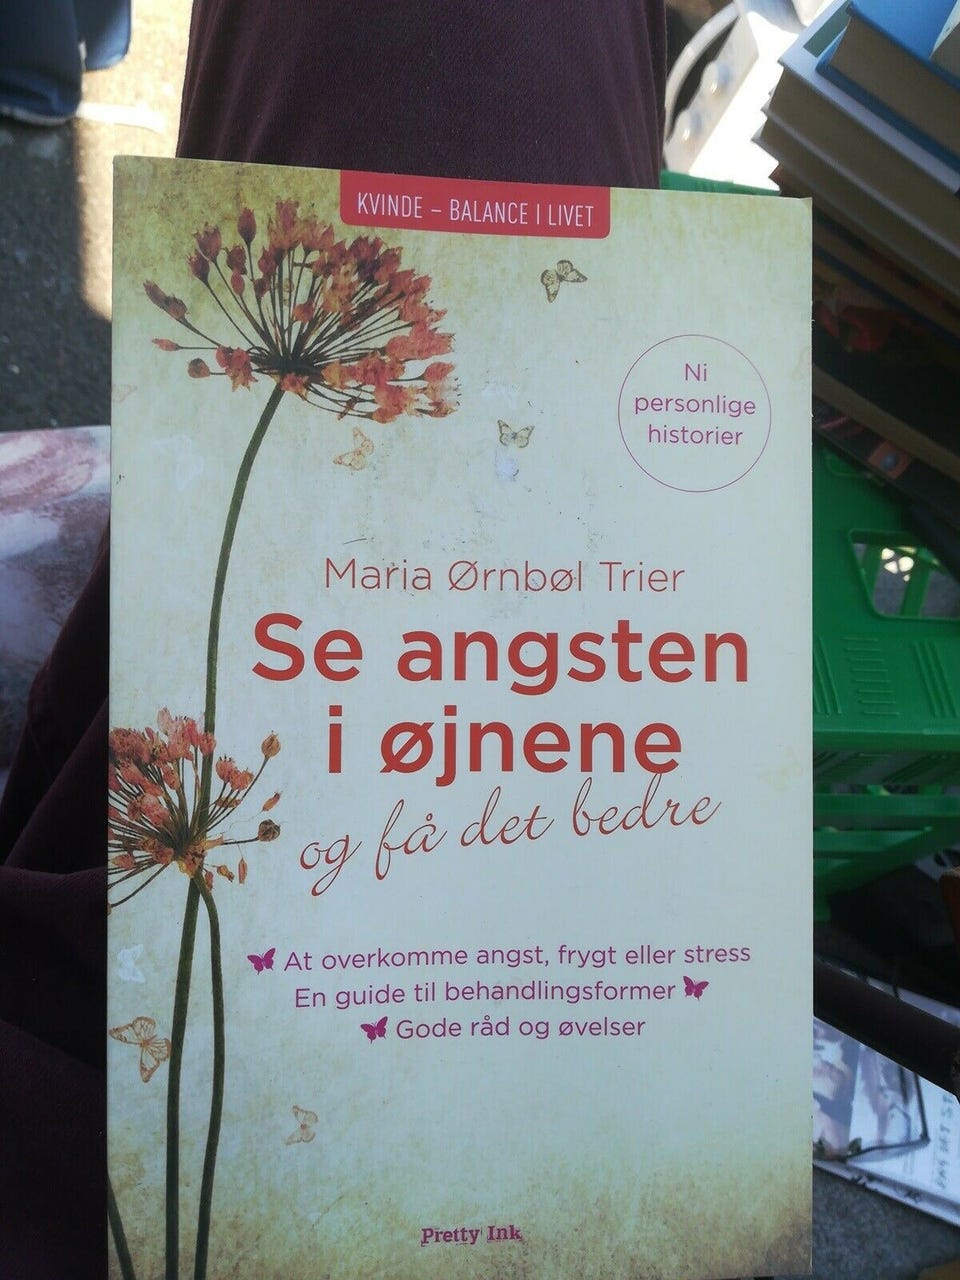 KVINDE – BALANCE I LIVET
Ni
personlige
historier
Maria Ørnbøl Trier
Se angsten
i øjnene
og få det bedre
At overkomme angst, frygt eller stress
En guide til behandlingsformer
Gode råd og øvelser
Pretty Ink